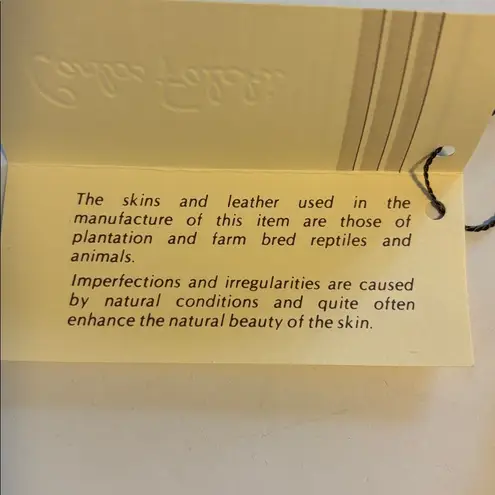 Carlos Falchi
The skins and leather used in the
manufacture of this item are those of
plantation and farm bred reptiles and
animals.
Imperfections and irregularities are caused
by natural conditions and quite often
enhance the natural beauty of the skin.